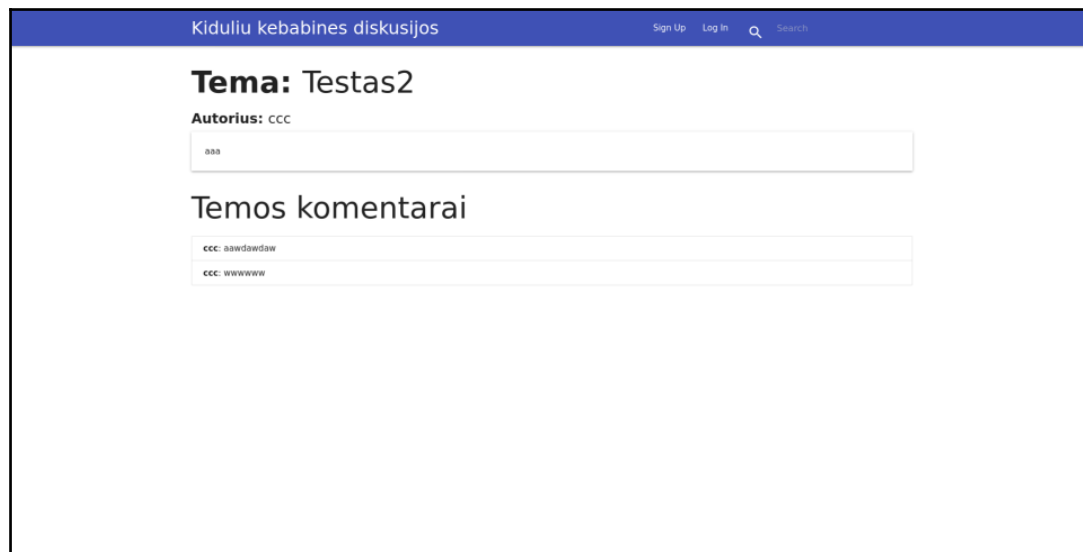 Kiduliu kebabines diskusijos Sign Up Log In Search
Tema: Testas2
Autorius: ccc
aaa
Temos komentarai
ccc: aawdawdaw
ccc: wwwwww